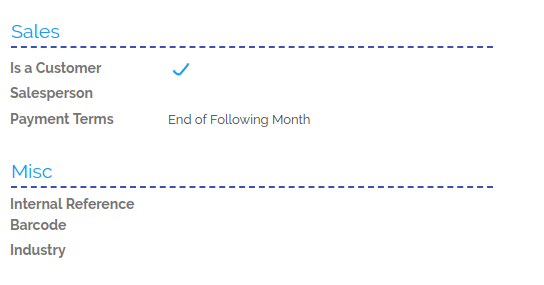 Sales
Is a Customer
Salesperson
Payment Terms End of Following Month
Misc
Internal Reference
Barcode
Industry